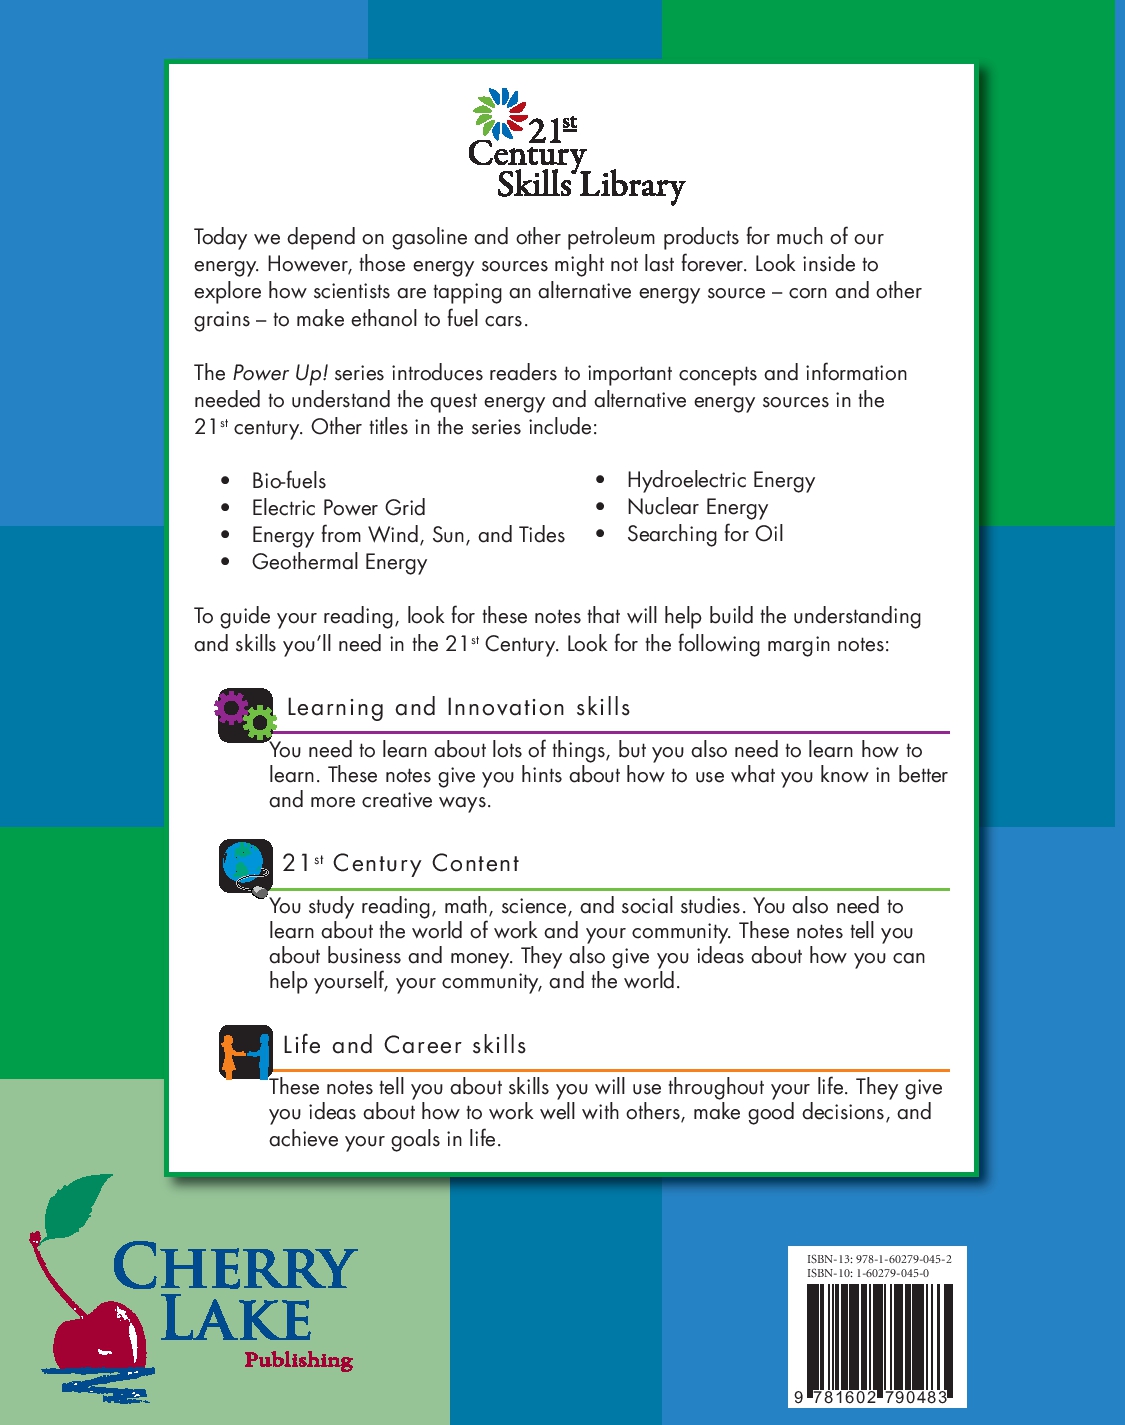 21st
Century
Skills Library
Today we depend on gasoline and other petroleum products for much of our
energy. However, those energy sources might not last forever. Look inside to
explore how scientists are tapping an alternative energy source – corn and other
grains – to make ethanol to fuel cars.
The Power Up! series introduces readers to important concepts and information
needed to understand the quest energy and alternative energy sources in the
21st century. Other titles in the series include:
• Bio-fuels
• Electric Power Grid
• Energy from Wind, Sun, and Tides
• Geothermal Energy
• Hydroelectric Energy
• Nuclear Energy
• Searching for Oil
To guide your reading, look for these notes that will help build the understanding
and skills you’ll need in the 21st Century. Look for the following margin notes:
Learning and Innovation skills
You need to learn about lots of things, but you also need to learn how to
learn. These notes give you hints about how to use what you know in better
and more creative ways.
21st Century Content
You study reading, math, science, and social studies. You also need to
learn about the world of work and your community. These notes tell you
about business and money. They also give you ideas about how you can
help yourself, your community, and the world.
Life and Career skills
These notes tell you about skills you will use throughout your life. They give
you ideas about how to work well with others, make good decisions, and
achieve your goals in life.
CHERRY
LAKE
Publishing
ISBN-13: 978-1-60279-045-2
ISBN-10: 1-60279-045-0
9 781602 790483